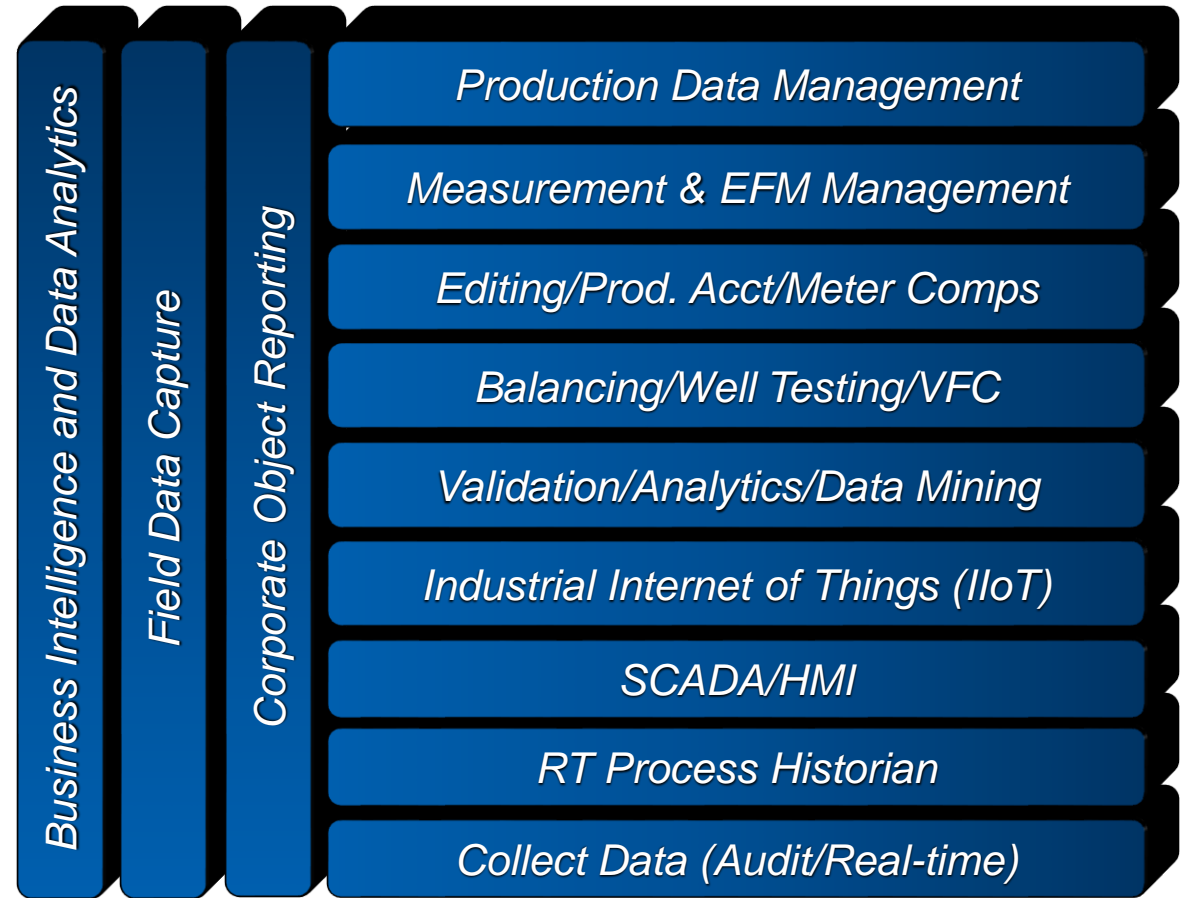 Business Intelligence and Data Analytics
Field Data Capture
Corporate Object Reporting
Production Data Management
Measurement & EFM Management
Editing/Prod. Acct/Meter Comps
Balancing/Well Testing/VFC
Validation/Analytics/Data Mining
Industrial Internet of Things (IIoT)
SCADA/HMI
RT Process Historian
Collect Data (Audit/Real-time)